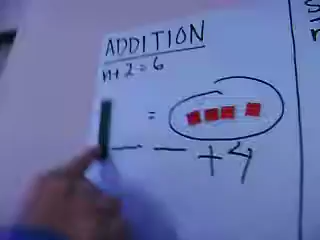 ADDITION
n+2=6
=
+4